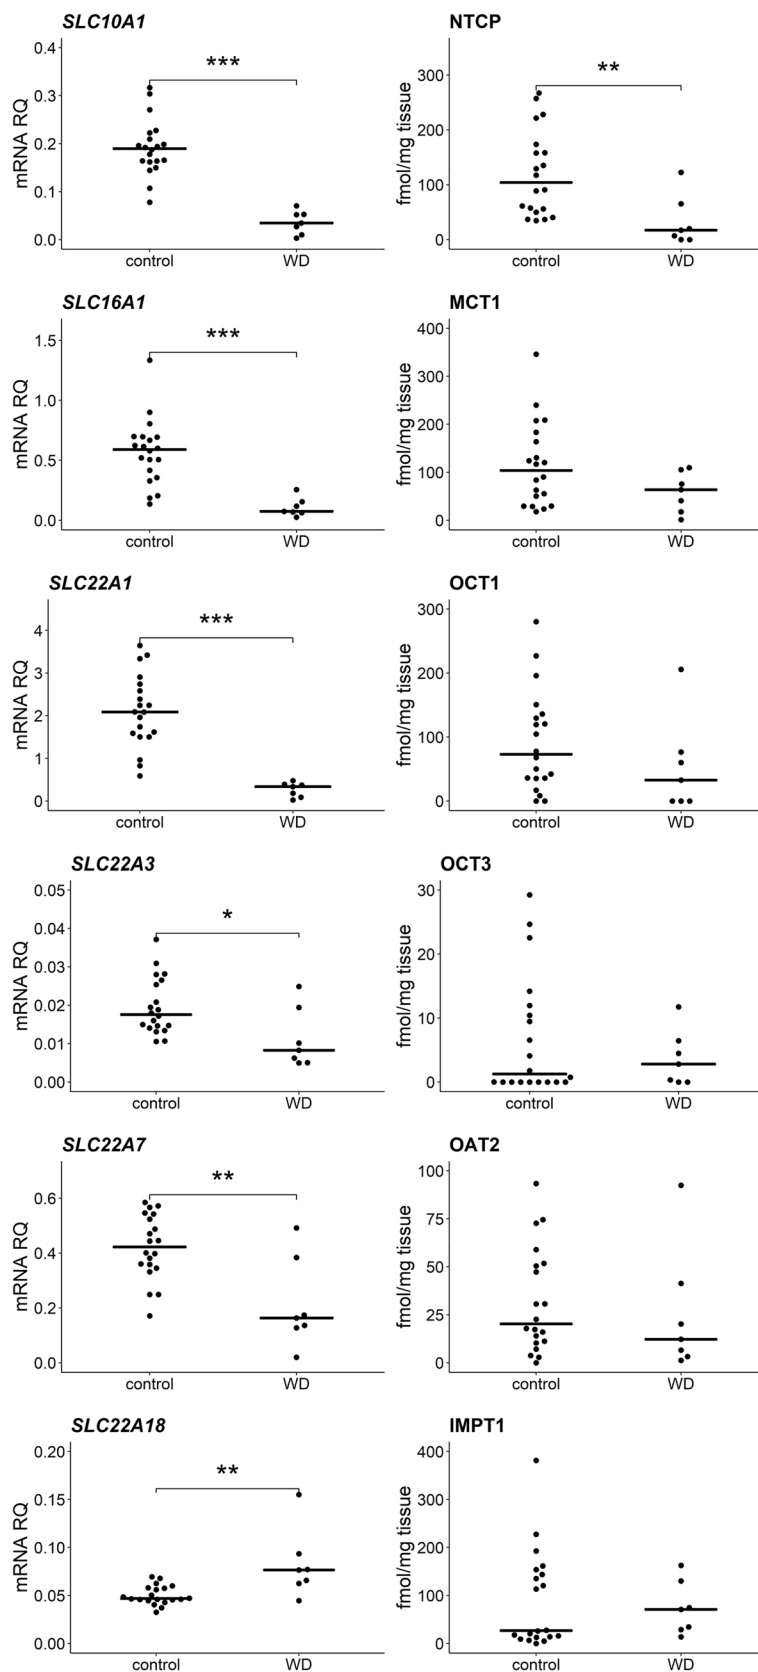 SLC10A1
***
mRNA RQ
0.4
0.3
0.2
0.1
0.0
control
WD
NTCP
**
fmol/mg tissue
300
200
100
0
control
WD
SLC16A1
***
mRNA RQ
1.5
1.0
0.5
0.0
control
WD
MCT1
fmol/mg tissue
400
300
200
100
0
control
WD
SLC22A1
***
mRNA RQ
4
3
2
1
0
control
WD
OCT1
fmol/mg tissue
300
200
100
0
control
WD
SLC22A3
*
mRNA RQ
0.05
0.04
0.03
0.02
0.01
0.00
control
WD
OCT3
fmol/mg tissue
30
20
10
0
control
WD
SLC22A7
**
mRNA RQ
0.6
0.4
0.2
0.0
control
WD
OAT2
fmol/mg tissue
100
75
50
25
0
control
WD
SLC22A18
**
mRNA RQ
0.20
0.15
0.10
0.05
0.00
control
WD
IMPT1
fmol/mg tissue
400
300
200
100
0
control
WD